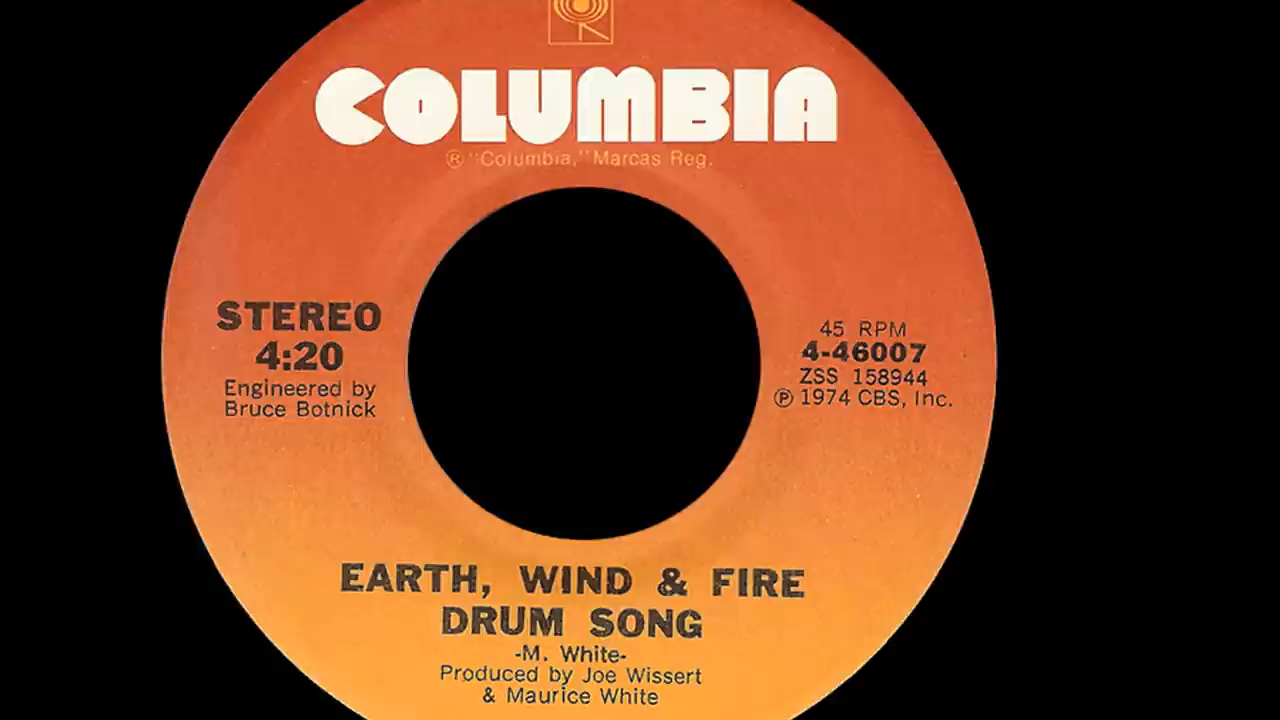 COLUMBIA
® "Columbia," Marcas Reg.
STEREO
4:20
Engineered by
Bruce Botnick
45 RPM
4-46007
ZSS 158944
℗ 1974 CBS, Inc.
EARTH, WIND & FIRE
DRUM SONG
-M. White-
Produced by Joe Wissert
& Maurice White